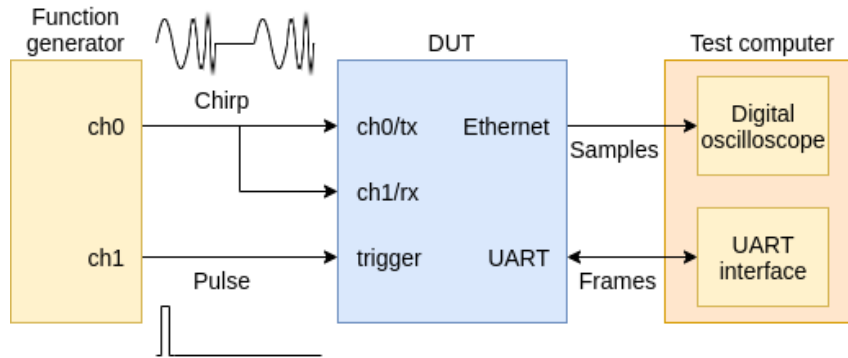 Function
generator
DUT
Test computer
Chirp
ch0
ch0/tx
Ethernet
Samples
Digital
oscilloscope
ch1/rx
ch1
Pulse
trigger
UART
Frames
UART
interface